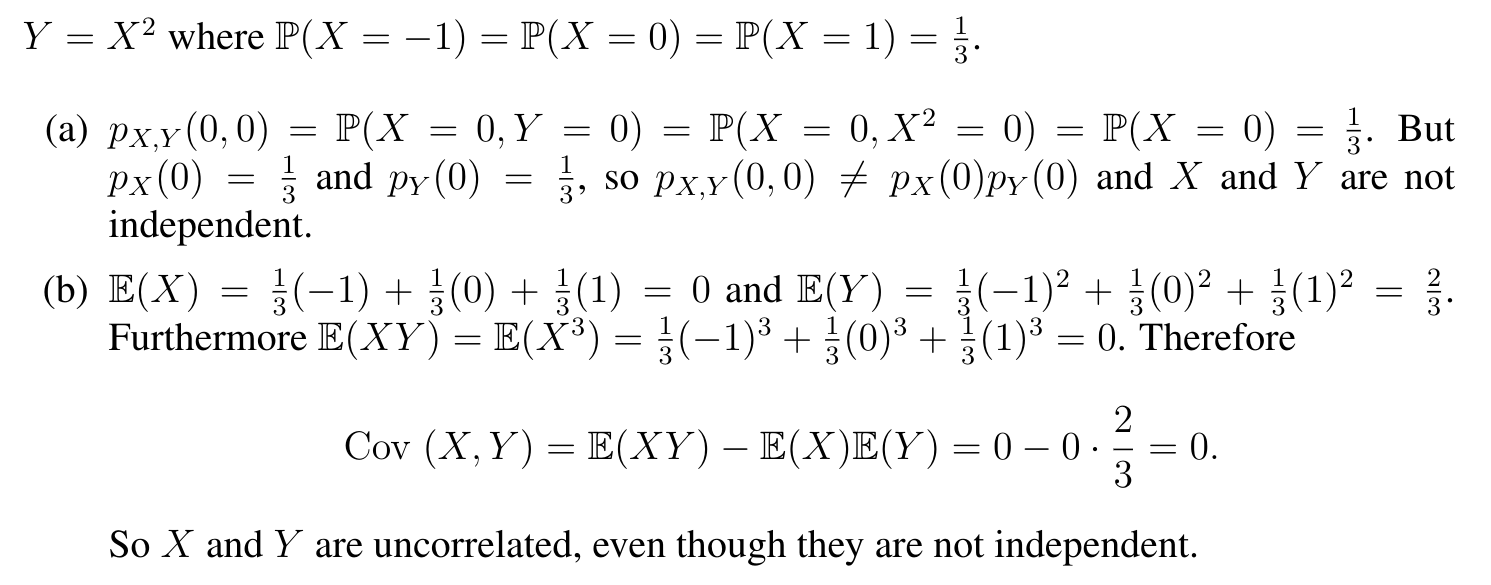 Y = X² where ℙ(X = −1) = ℙ(X = 0) = ℙ(X = 1) = 1/3.
(a) p_{X,Y}(0, 0) = ℙ(X = 0, Y = 0) = ℙ(X = 0, X² = 0) = ℙ(X = 0) = 1/3. But
p_X(0) = 1/3 and p_Y(0) = 1/3, so p_{X,Y}(0, 0) ≠ p_X(0)p_Y(0) and X and Y are not
independent.
(b) 𝔼(X) = 1/3(−1) + 1/3(0) + 1/3(1) = 0 and 𝔼(Y) = 1/3(−1)² + 1/3(0)² + 1/3(1)² = 2/3.
Furthermore 𝔼(XY) = 𝔼(X³) = 1/3(−1)³ + 1/3(0)³ + 1/3(1)³ = 0. Therefore
Cov (X, Y) = 𝔼(XY) − 𝔼(X)𝔼(Y) = 0 − 0 · 2/3 = 0.
So X and Y are uncorrelated, even though they are not independent.